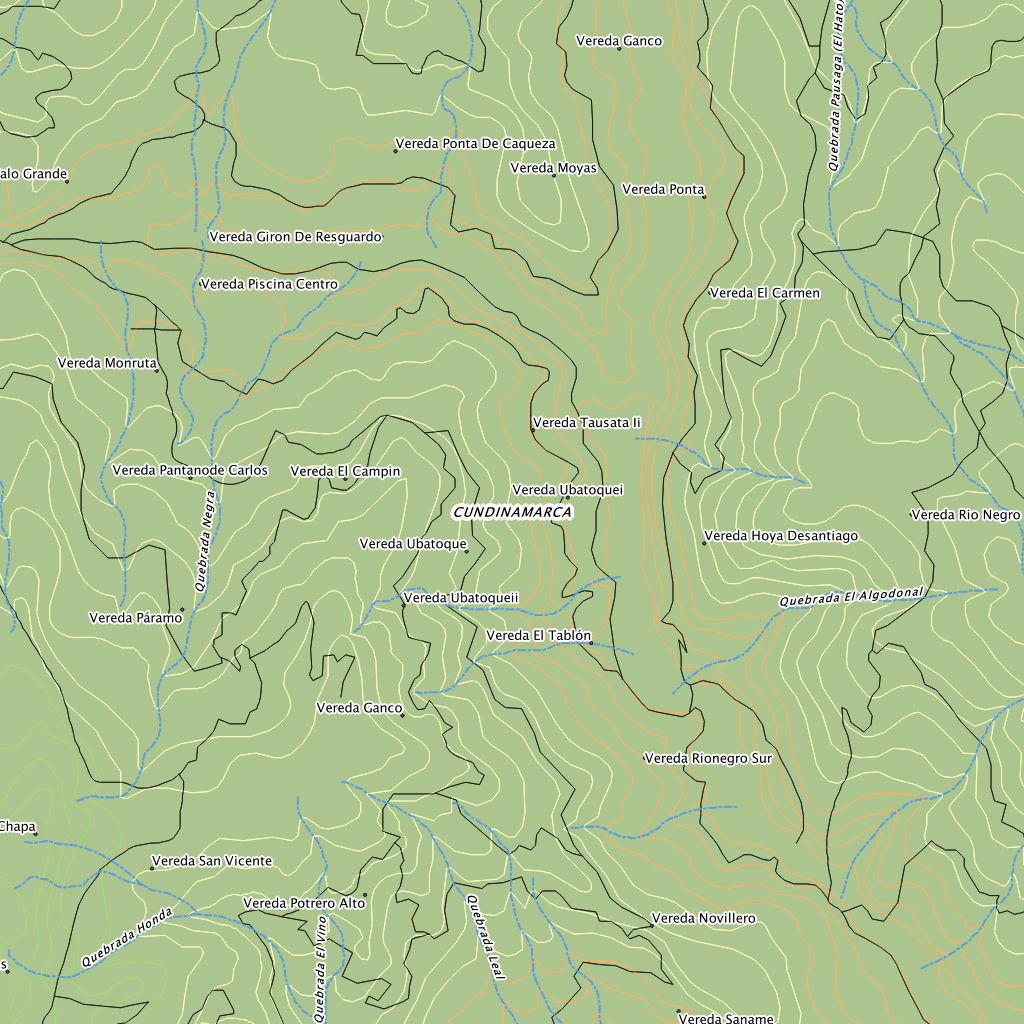 Vereda Ganco
Quebrada Pausaga (El Hato)
Vereda Ponta De Caqueza
Vereda Moyas
alo Grande
Vereda Ponta
Vereda Giron De Resguardo
Vereda Piscina Centro
Vereda El Carmen
Vereda Monruta
Vereda Tausata Ii
Vereda Pantanode Carlos
Vereda El Campin
Vereda Ubatoquei
CUNDINAMARCA
Vereda Rio Negro
Quebrada Negra
Vereda Ubatoque
Vereda Hoya Desantiago
Vereda Ubatoqueii
Quebrada El Algodonal
Vereda Páramo
Vereda El Tablón
Vereda Ganco
Vereda Rionegro Sur
Chapa
Vereda San Vicente
Vereda Potrero Alto
Quebrada Honda
Quebrada El Vino
Quebrada Leal
Vereda Novillero
s
Vereda Saname